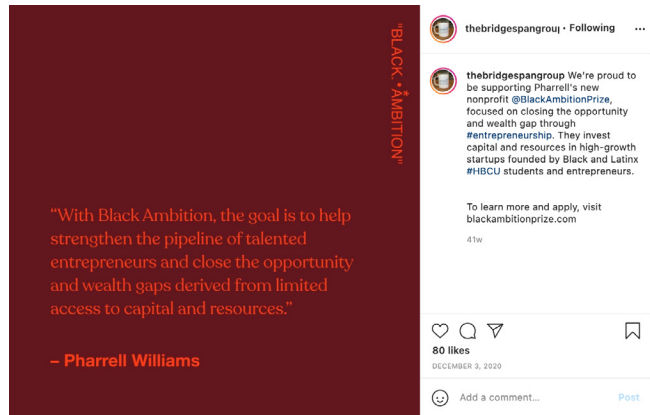 "BLACK. * ÅMBITION"
“With Black Ambition, the goal is to help
strengthen the pipeline of talented
entrepreneurs and close the opportunity
and wealth gaps derived from limited
access to capital and resources.”
– Pharrell Williams
thebridgespangrou • Following
thebridgespangroup We're proud to
be supporting Pharrell's new
nonprofit @BlackAmbitionPrize,
focused on closing the opportunity
and wealth gap through
#entrepreneurship. They invest
capital and resources in high-growth
startups founded by Black and Latinx
#HBCU students and entrepreneurs.
To learn more and apply, visit
blackambitionprize.com
41w
80 likes
DECEMBER 3, 2020
Add a comment...
Post